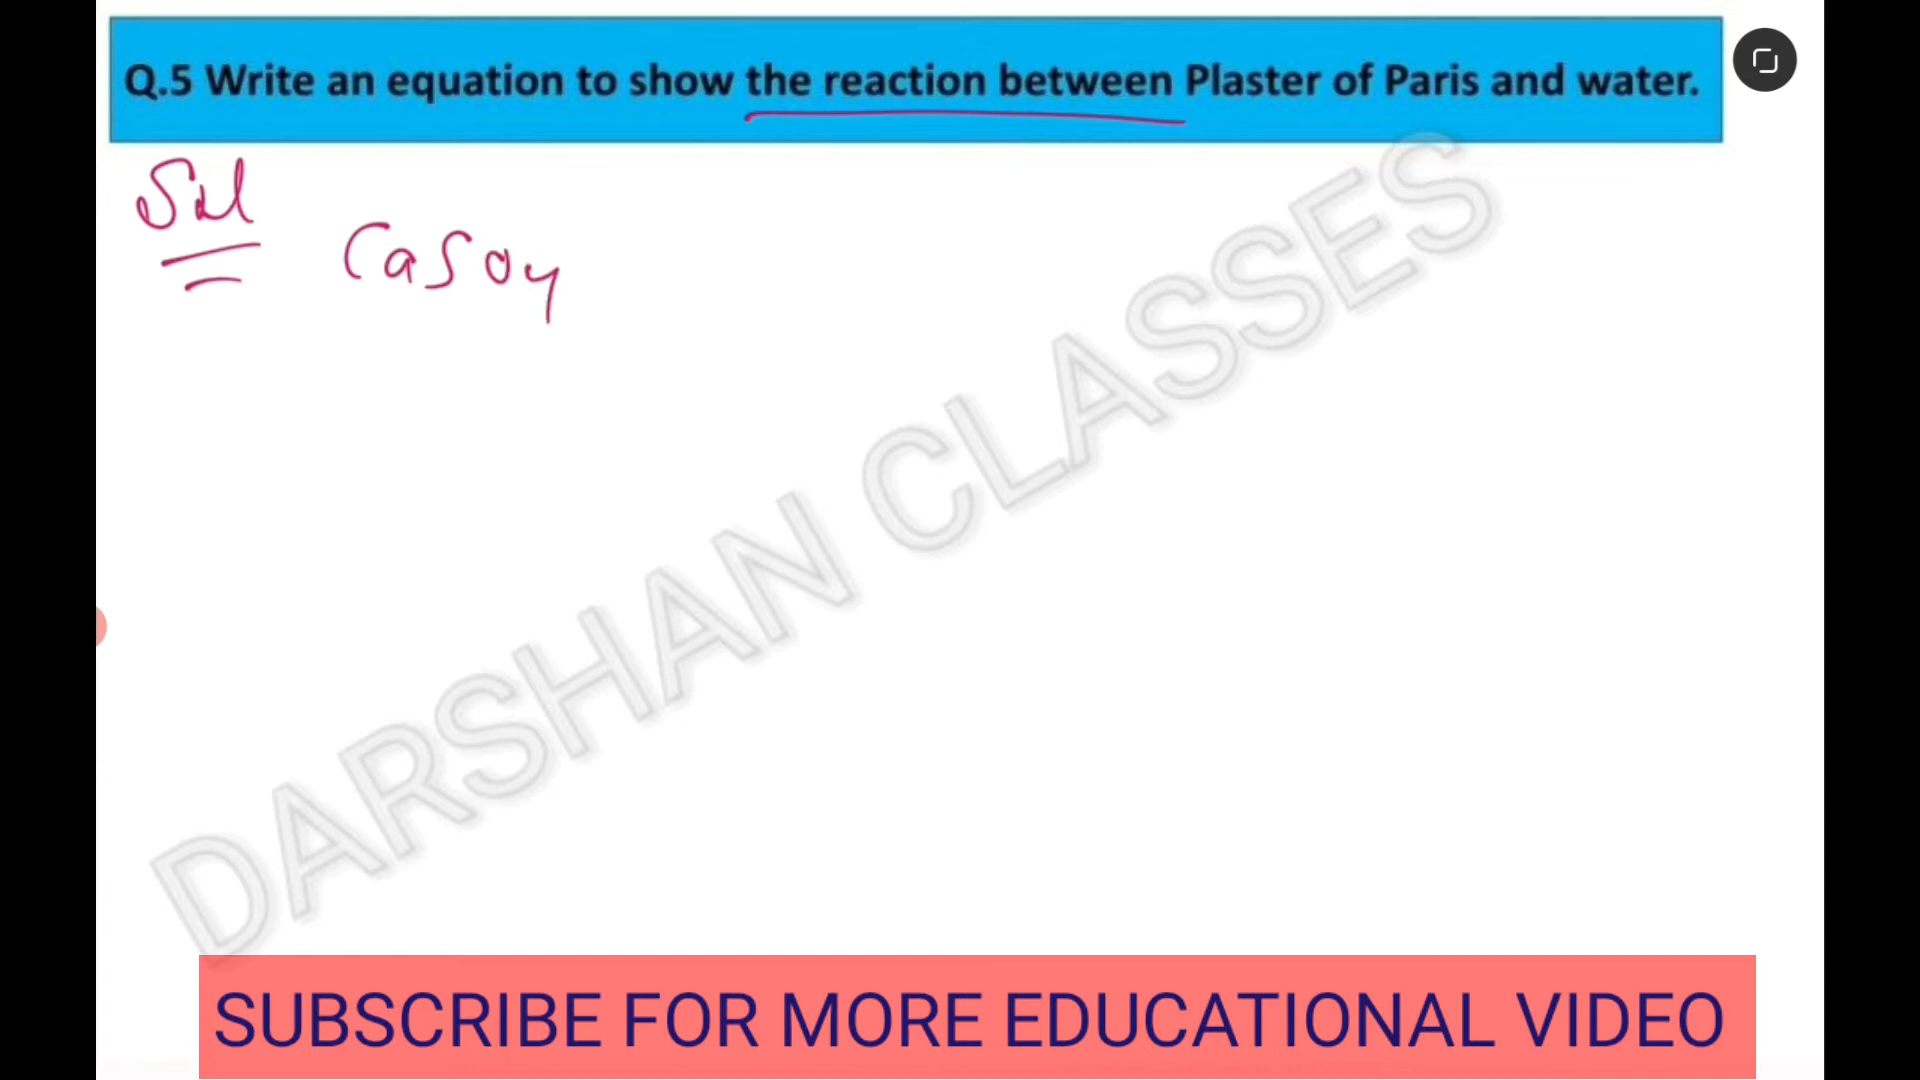 Q.5 Write an equation to show the reaction between Plaster of Paris and water.
Sol
CaSO4
DARSHAN CLASSES
SUBSCRIBE FOR MORE EDUCATIONAL VIDEO